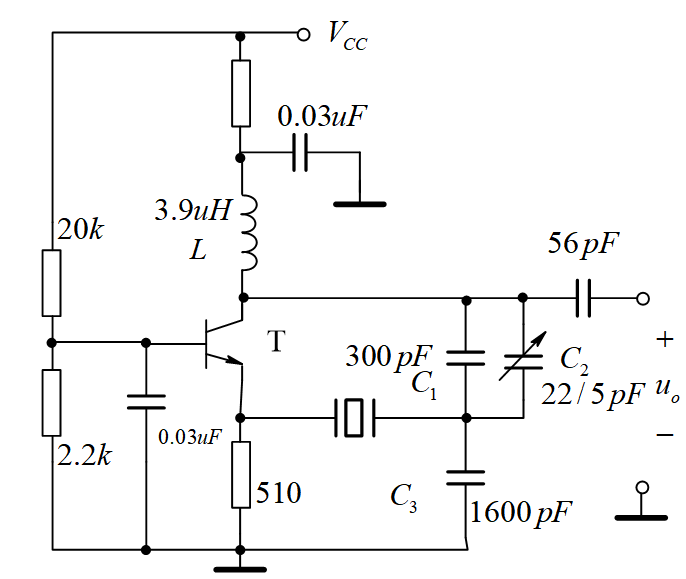 V_CC
0.03uF
3.9uH
L
20k
56pF
T
300pF
C_1
C_2
22/5pF
+
u_o
−
0.03uF
2.2k
510
C_3
1600pF